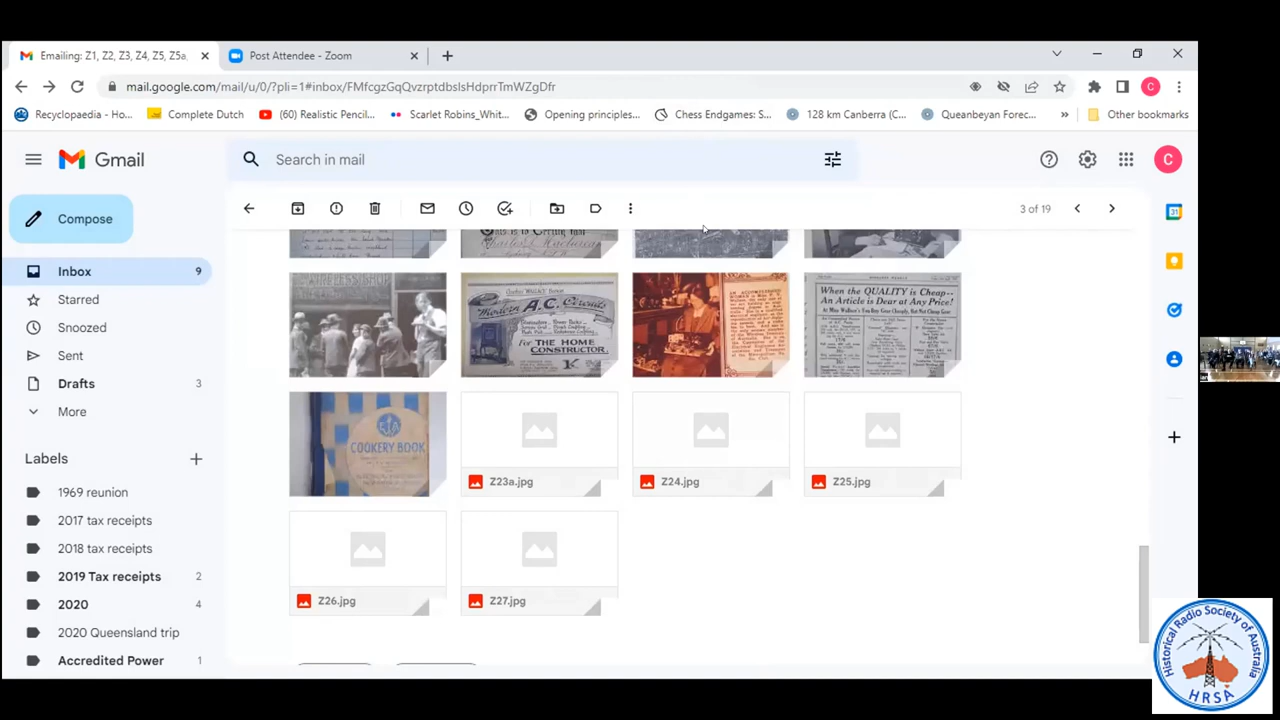 Emailing: Z1, Z2, Z3, Z4, Z5, Z5a,
Post Attendee - Zoom
mail.google.com/mail/u/0/?pli=1#inbox/
Recyclopaedia - Ho...
Complete Dutch
(60) Realistic Pencil...
Scarlet Robins_Whit...
Opening principles...
Chess Endgames: S...
128 km Canberra (C...
Queanbeyan Forec...
»
Other bookmarks
Gmail
Search in mail
C
Compose
3 of 19
Inbox 9
Starred
Snoozed
Sent
Drafts 3
More
Labels
1969 reunion
2017 tax receipts
2018 tax receipts
2019 Tax receipts 2
2020 4
2020 Queensland trip
Accredited Power 1
WIRELESS SHOP
Modern A.C. Circuits
For THE HOME
CONSTRUCTOR.
When the QUALITY is Cheap--
An Article is Dear at Any Price!
COOKERY BOOK
Z23a.jpg
Z24.jpg
Z25.jpg
Z26.jpg
Z27.jpg
Historical Radio Society of Australia
HRSA